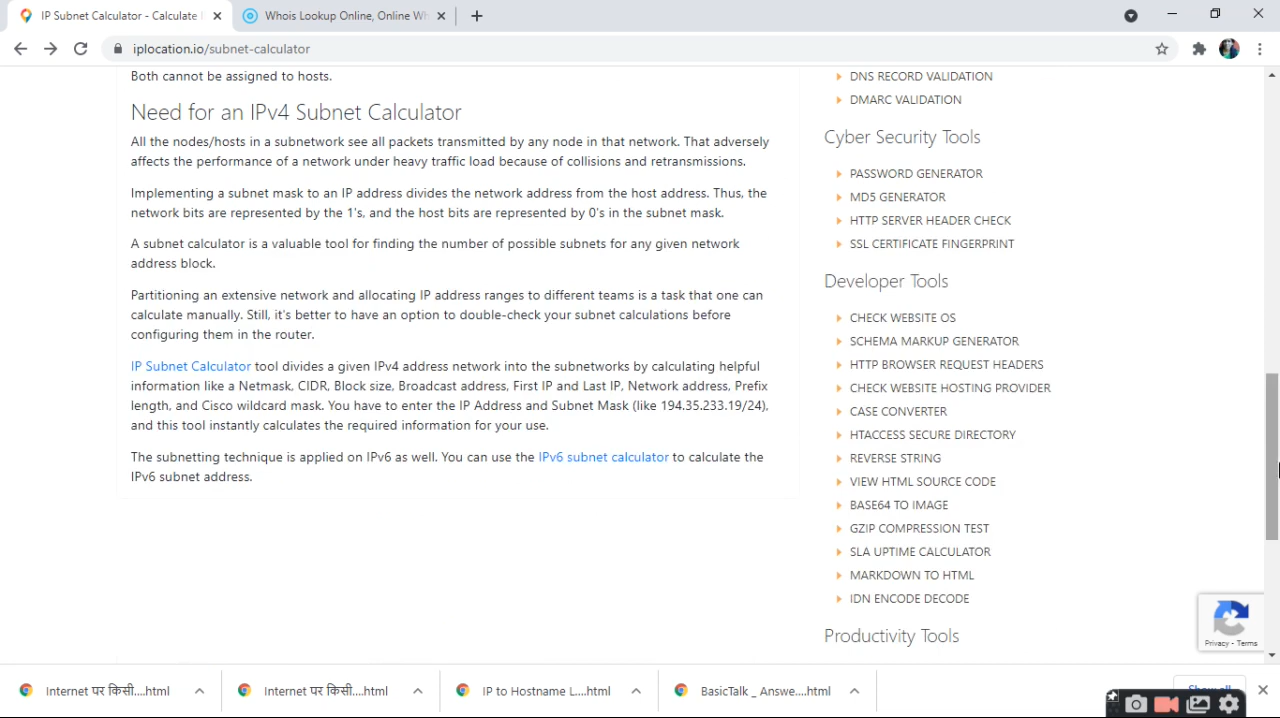 IP Subnet Calculator - Calculate
Whois Lookup Online, Online Wh
iplocation.io/subnet-calculator
Both cannot be assigned to hosts.
Need for an IPv4 Subnet Calculator
All the nodes/hosts in a subnetwork see all packets transmitted by any node in that network. That adversely
affects the performance of a network under heavy traffic load because of collisions and retransmissions.
Implementing a subnet mask to an IP address divides the network address from the host address. Thus, the
network bits are represented by the 1's, and the host bits are represented by 0's in the subnet mask.
A subnet calculator is a valuable tool for finding the number of possible subnets for any given network
address block.
Partitioning an extensive network and allocating IP address ranges to different teams is a task that one can
calculate manually. Still, it's better to have an option to double-check your subnet calculations before
configuring them in the router.
IP Subnet Calculator tool divides a given IPv4 address network into the subnetworks by calculating helpful
information like a Netmask, CIDR, Block size, Broadcast address, First IP and Last IP, Network address, Prefix
length, and Cisco wildcard mask. You have to enter the IP Address and Subnet Mask (like 194.35.233.19/24),
and this tool instantly calculates the required information for your use.
The subnetting technique is applied on IPv6 as well. You can use the IPv6 subnet calculator to calculate the
IPv6 subnet address.
DNS RECORD VALIDATION
DMARC VALIDATION
Cyber Security Tools
PASSWORD GENERATOR
MD5 GENERATOR
HTTP SERVER HEADER CHECK
SSL CERTIFICATE FINGERPRINT
Developer Tools
CHECK WEBSITE OS
SCHEMA MARKUP GENERATOR
HTTP BROWSER REQUEST HEADERS
CHECK WEBSITE HOSTING PROVIDER
CASE CONVERTER
HTACCESS SECURE DIRECTORY
REVERSE STRING
VIEW HTML SOURCE CODE
BASE64 TO IMAGE
GZIP COMPRESSION TEST
SLA UPTIME CALCULATOR
MARKDOWN TO HTML
IDN ENCODE DECODE
Productivity Tools
Privacy - Terms
Internet पर किसी....html
Internet पर किसी....html
IP to Hostname L....html
BasicTalk _ Answe....html
Show all